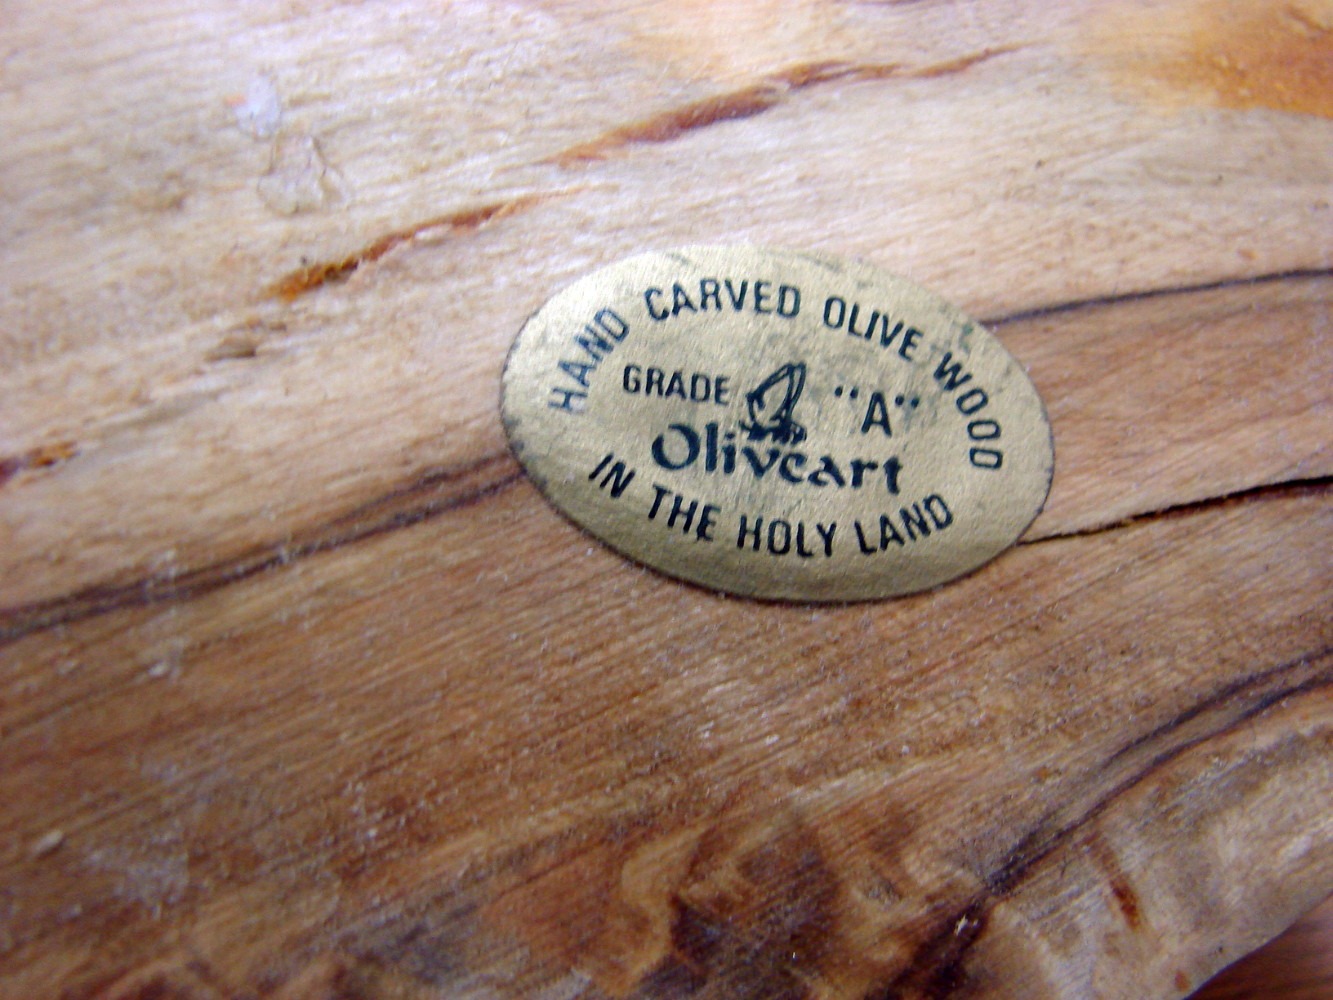 HAND CARVED OLIVE WOOD
GRADE "A"
Olivcart
IN THE HOLY LAND